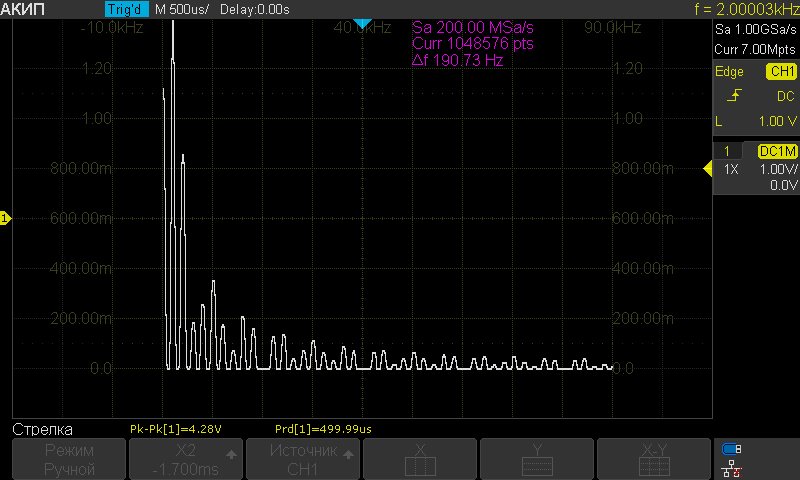 АКИП Trig'd M 500us/ Delay:0.00s f = 2.00003kHz
-10.0kHz 40.0kHz 90.0kHz
Sa 200.00 MSa/s
Curr 1048576 pts
Δf 190.73 Hz
Sa 1.00GSa/s
Curr 7.00Mpts
Edge CH1
DC
L 1.00 V
1 DC1M
1X 1.00V/
0.0V
1.20 1.20
1.00 1.00
800.00m 800.00m
1 600.00m 600.00m
400.00m 400.00m
200.00m 200.00m
0.0 0.0
Стрелка Pk-Pk[1]=4.28V Prd[1]=499.99us
Режим X2 Источник X Y X-Y
Ручной -1.700ms CH1